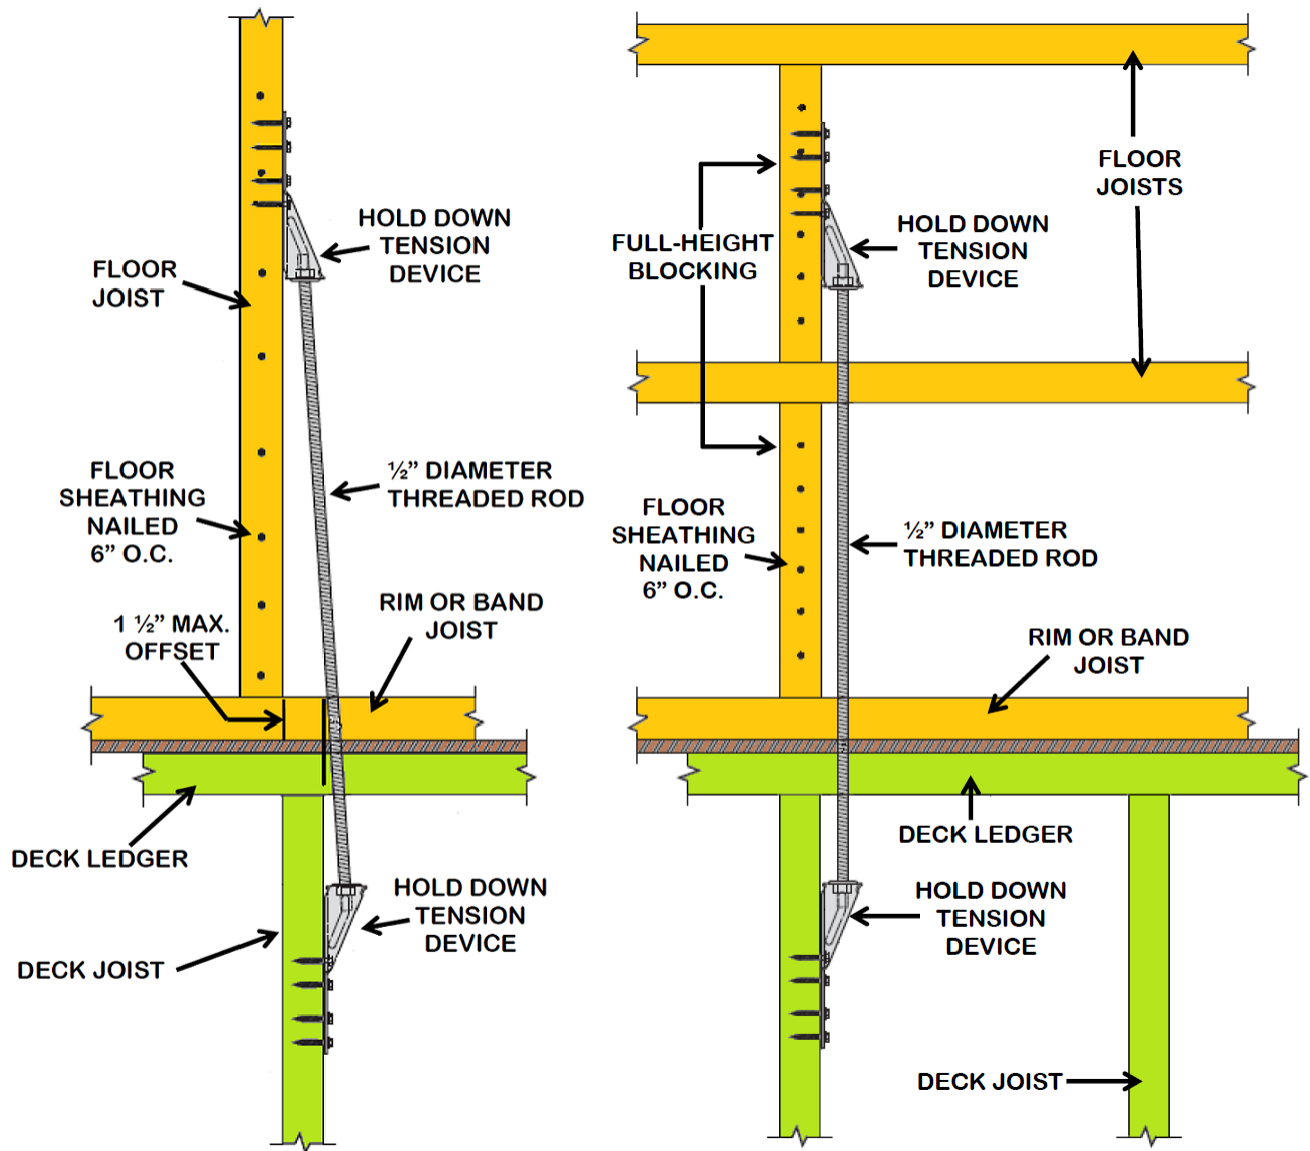 HOLD DOWN
TENSION
DEVICE
FLOOR
JOIST
½” DIAMETER
THREADED ROD
FLOOR
SHEATHING
NAILED
6” O.C.
RIM OR BAND
JOIST
1 ½” MAX.
OFFSET
DECK LEDGER
HOLD DOWN
TENSION
DEVICE
DECK JOIST
FLOOR
JOISTS
FULL-HEIGHT
BLOCKING
HOLD DOWN
TENSION
DEVICE
FLOOR
SHEATHING
NAILED
6” O.C.
½” DIAMETER
THREADED ROD
RIM OR BAND
JOIST
DECK LEDGER
HOLD DOWN
TENSION
DEVICE
DECK JOIST